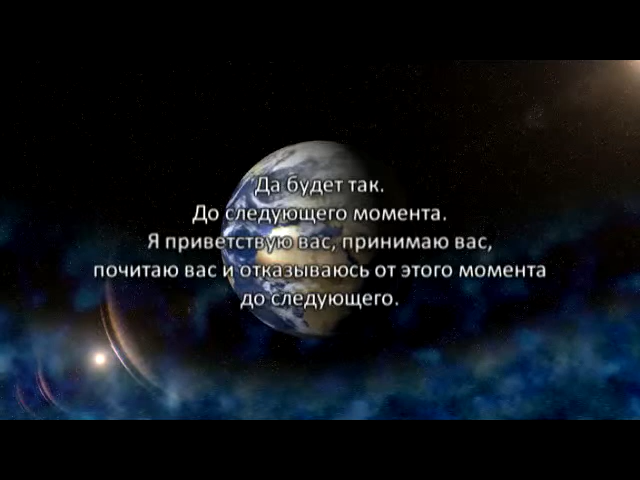 Да будет так.
До следующего момента.
Я приветствую вас, принимаю вас,
почитаю вас и отказываюсь от этого момента
до следующего.